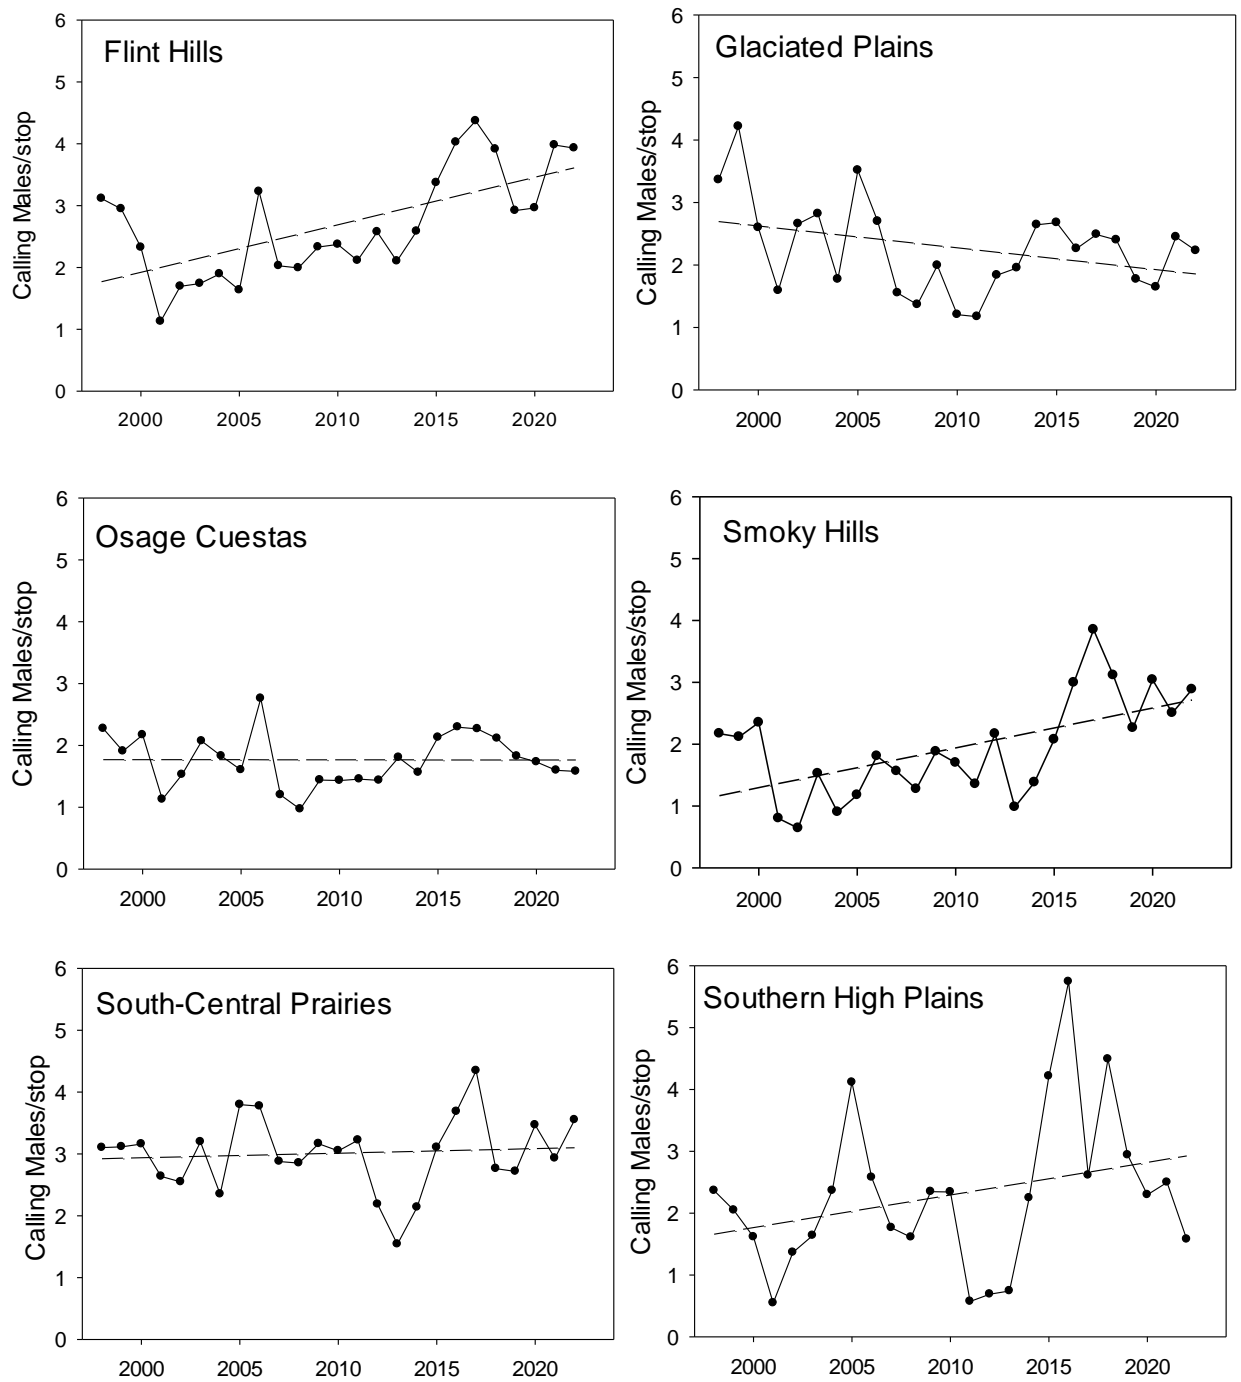 Flint Hills
Calling Males/stop
6
5
4
3
2
1
0
2000 2005 2010 2015 2020
Glaciated Plains
Calling Males/stop
6
5
4
3
2
1
0
2000 2005 2010 2015 2020
Osage Cuestas
Calling Males/stop
6
5
4
3
2
1
0
2000 2005 2010 2015 2020
Smoky Hills
Calling Males/stop
6
5
4
3
2
1
0
2000 2005 2010 2015 2020
South-Central Prairies
Calling Males/stop
6
5
4
3
2
1
0
2000 2005 2010 2015 2020
Southern High Plains
Calling Males/stop
6
5
4
3
2
1
0
2000 2005 2010 2015 2020